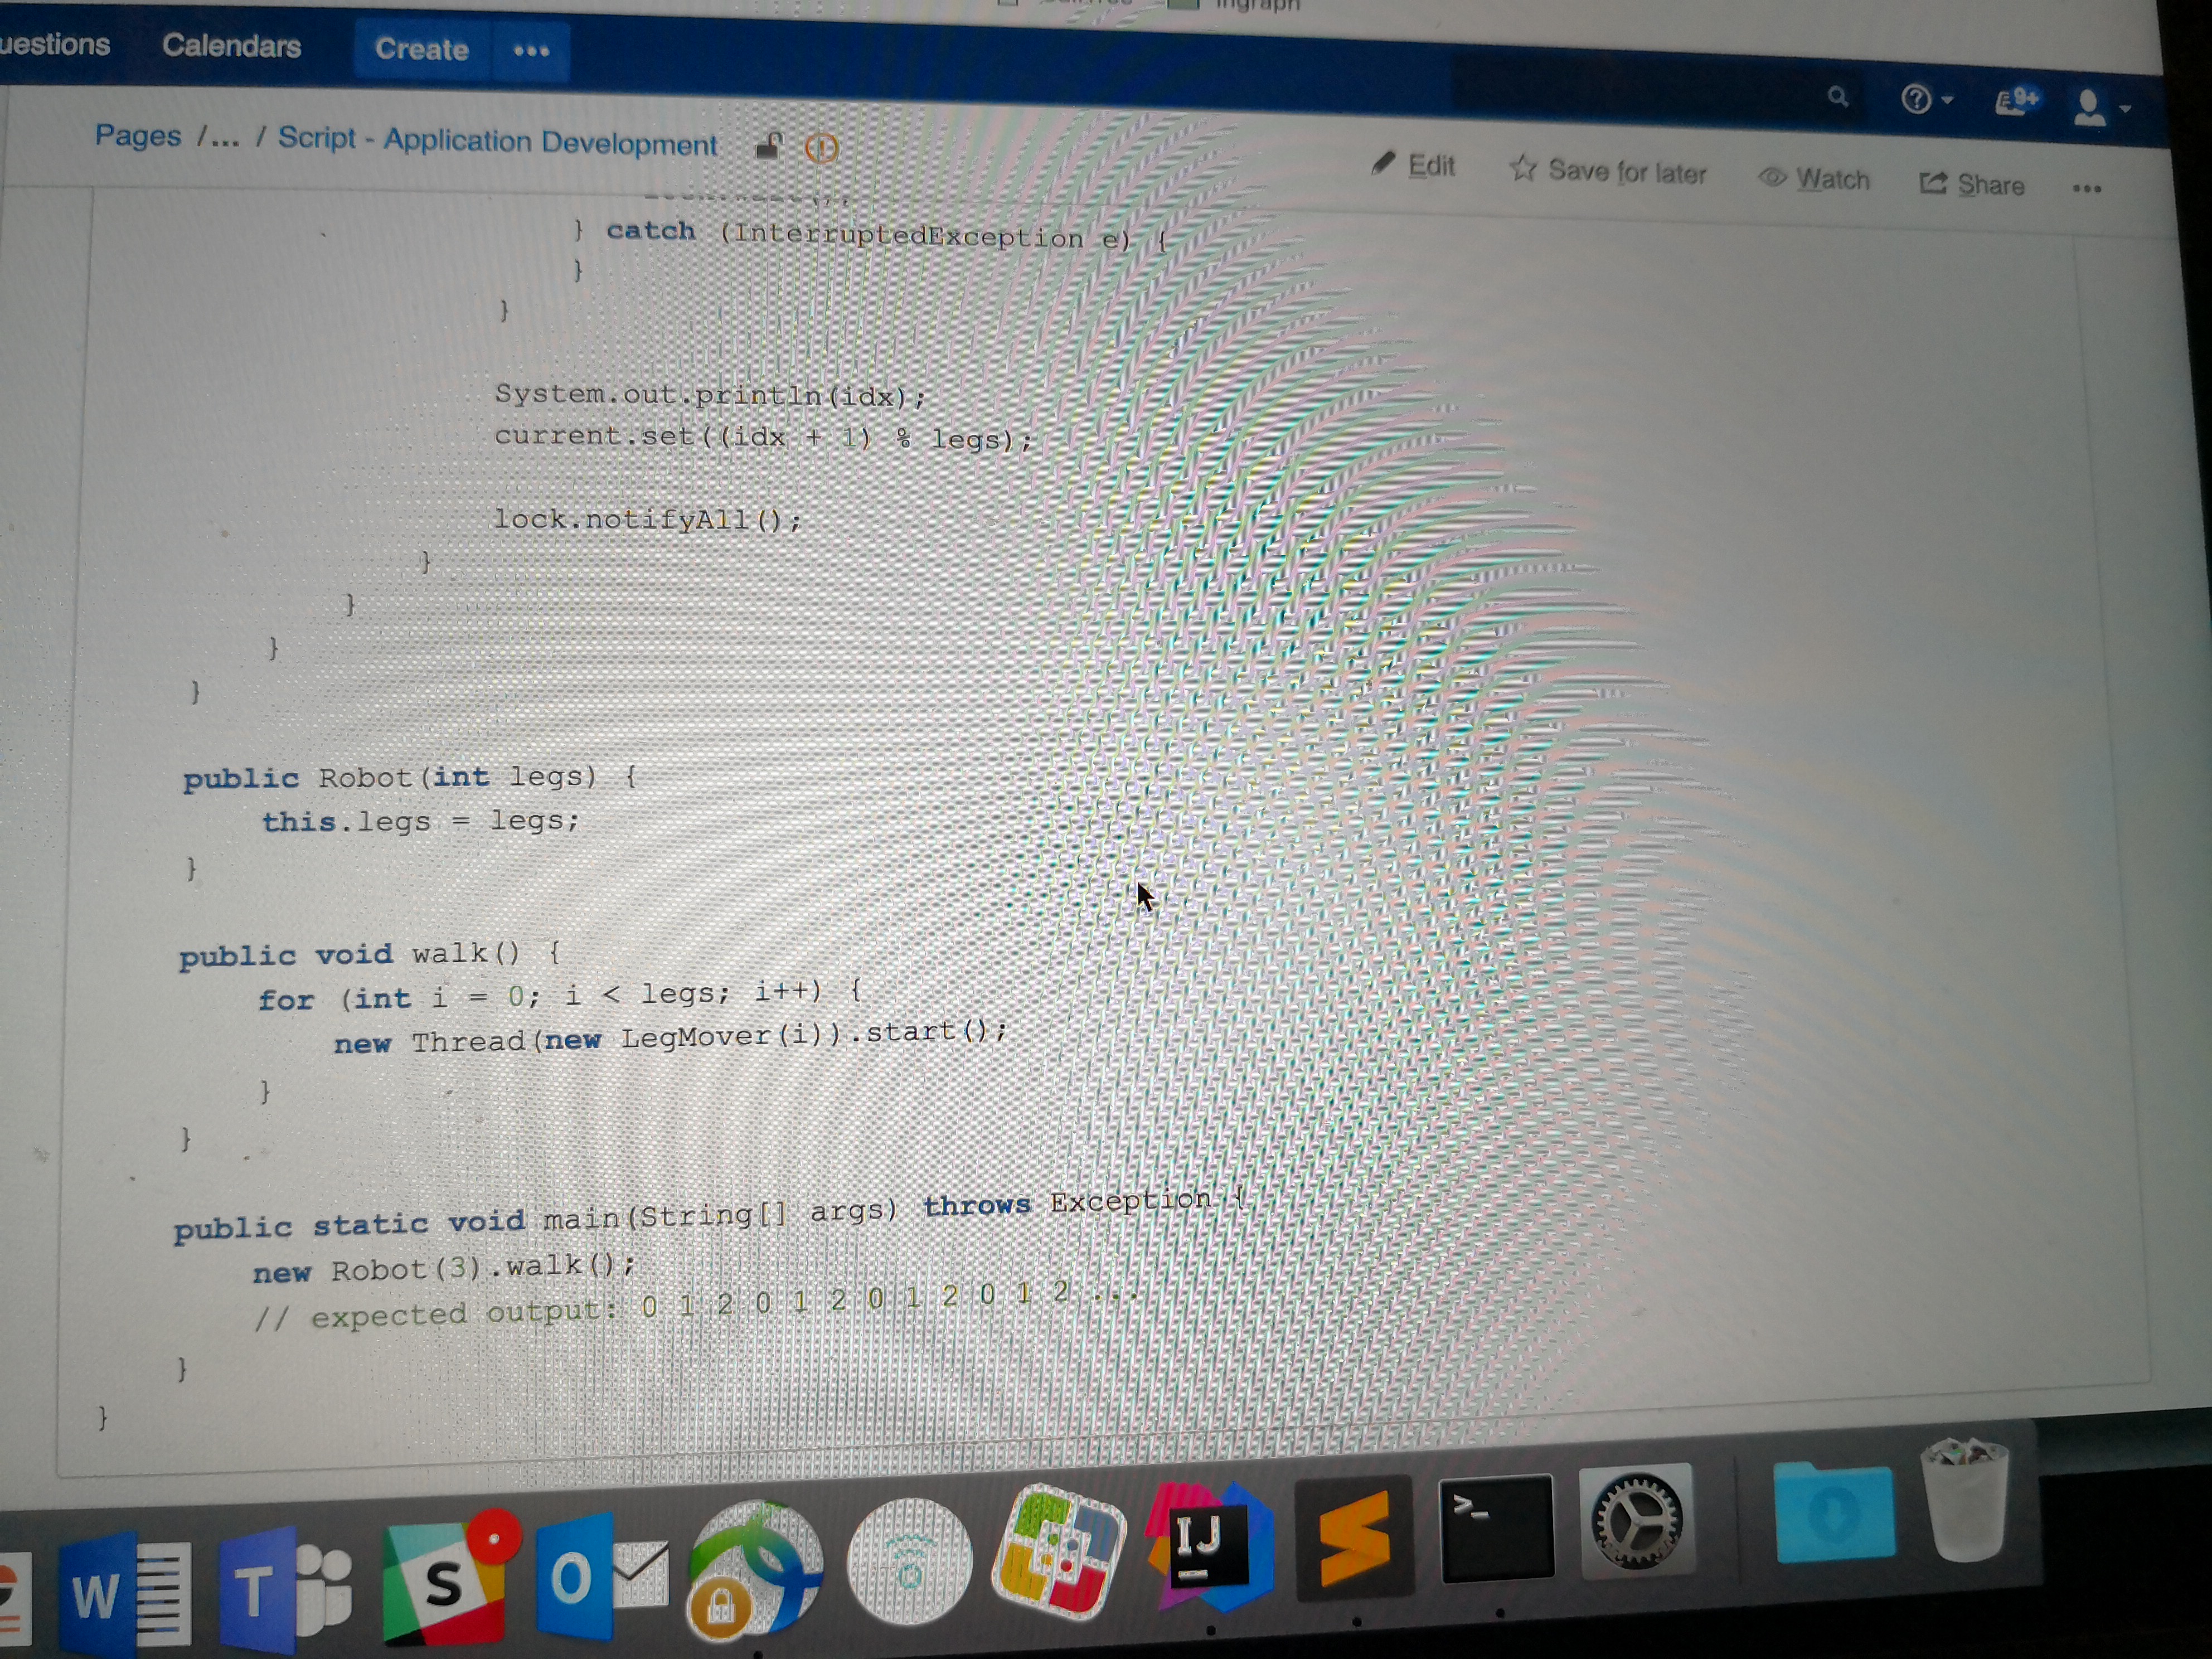 Calendars Create •••
9+
Pages /... / Script - Application Development
Edit Save for later Watch Share •••
} catch (InterruptedException e) {
}
}
System.out.println(idx);
current.set((idx + 1) % legs);
lock.notifyAll();
}
}
}
}
public Robot(int legs) {
this.legs = legs;
}
public void walk() {
for (int i = 0; i < legs; i++) {
new Thread(new LegMover(i)).start();
}
}
public static void main(String[] args) throws Exception {
new Robot(3).walk();
// expected output: 0 1 2 0 1 2 0 1 2 0 1 2 ...
}
}
W T S O IJ >_